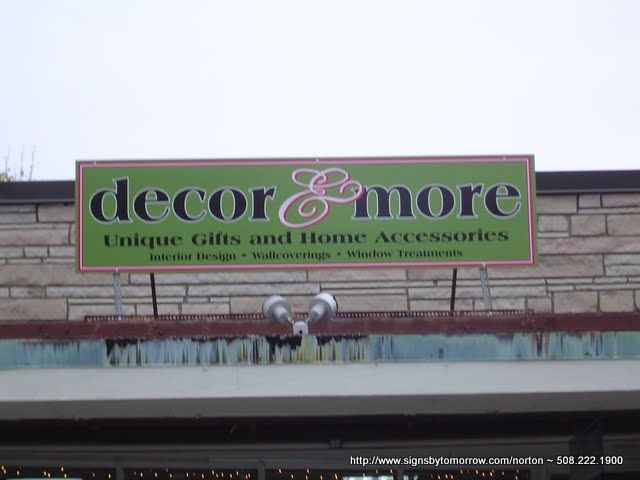 decor & more
Unique Gifts and Home Accessories
Interior Design • Wallcoverings • Window Treatments
http://www.signsbytomorrow.com/norton ~ 508.222.1900